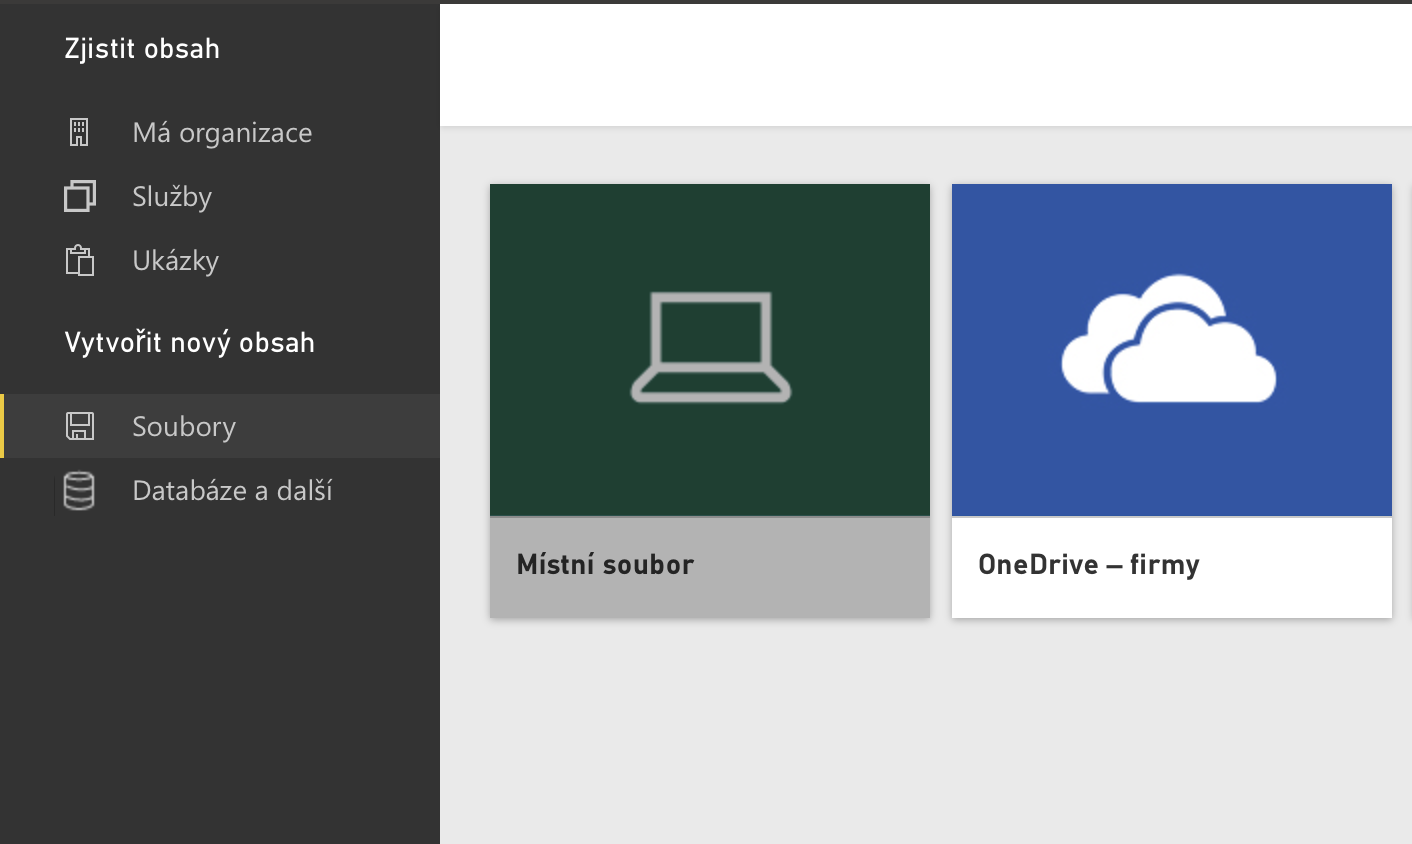 Zjistit obsah
Má organizace
Služby
Ukázky
Vytvořit nový obsah
Soubory
Databáze a další
Místní soubor
OneDrive – firmy